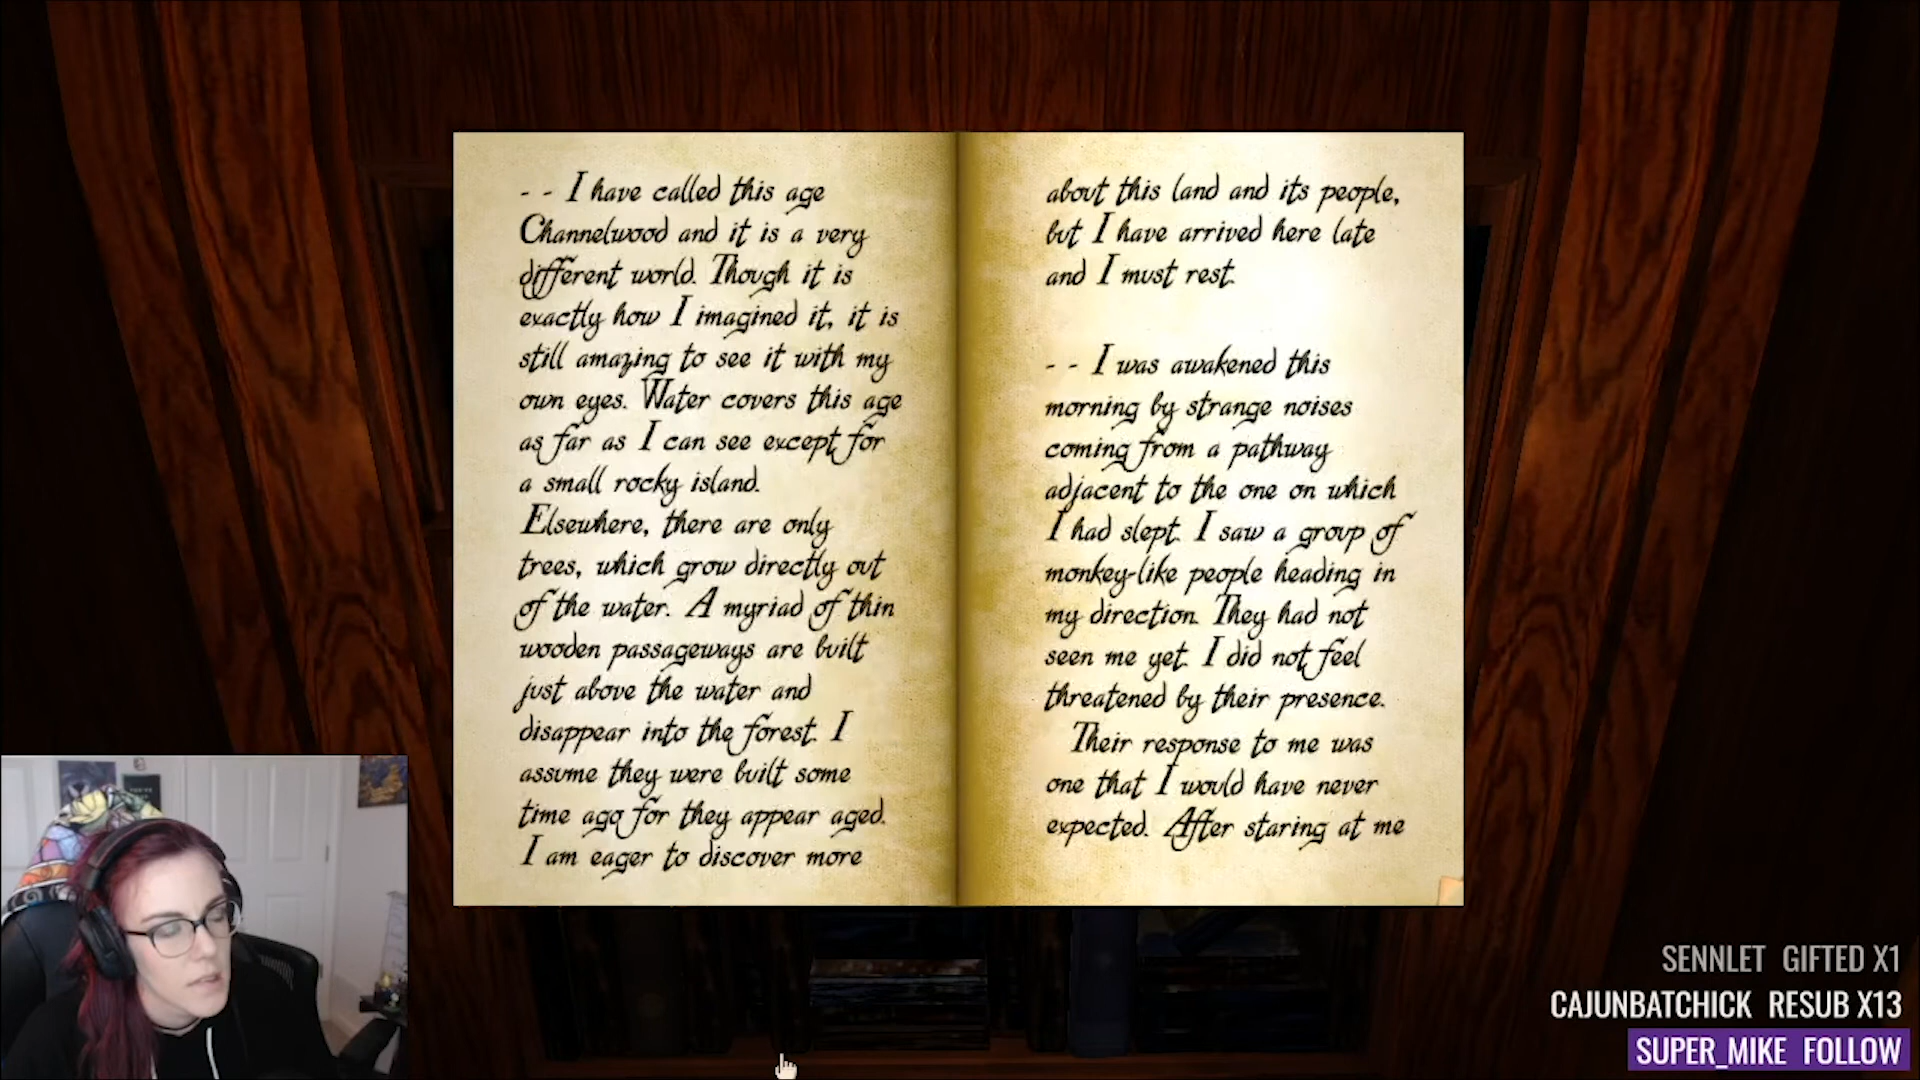 - - I have called this age
Channelwood and it is a very
different world. Though it is
exactly how I imagined it, it is
still amazing to see it with my
own eyes. Water covers this age
as far as I can see except for
a small rocky island.
Elsewhere, there are only
trees, which grow directly out
of the water. A myriad of thin
wooden passageways are built
just above the water and
disappear into the forest. I
assume they were built some
time ago for they appear aged.
I am eager to discover more
about this land and its people,
but I have arrived here late
and I must rest.
- - I was awakened this
morning by strange noises
coming from a pathway
adjacent to the one on which
I had slept. I saw a group of
monkey-like people heading in
my direction. They had not
seen me yet. I did not feel
threatened by their presence.
Their response to me was
one that I would have never
expected. After staring at me
SENNLET GIFTED X1
CAJUNBATCHICK RESUB X13
SUPER_MIKE FOLLOW